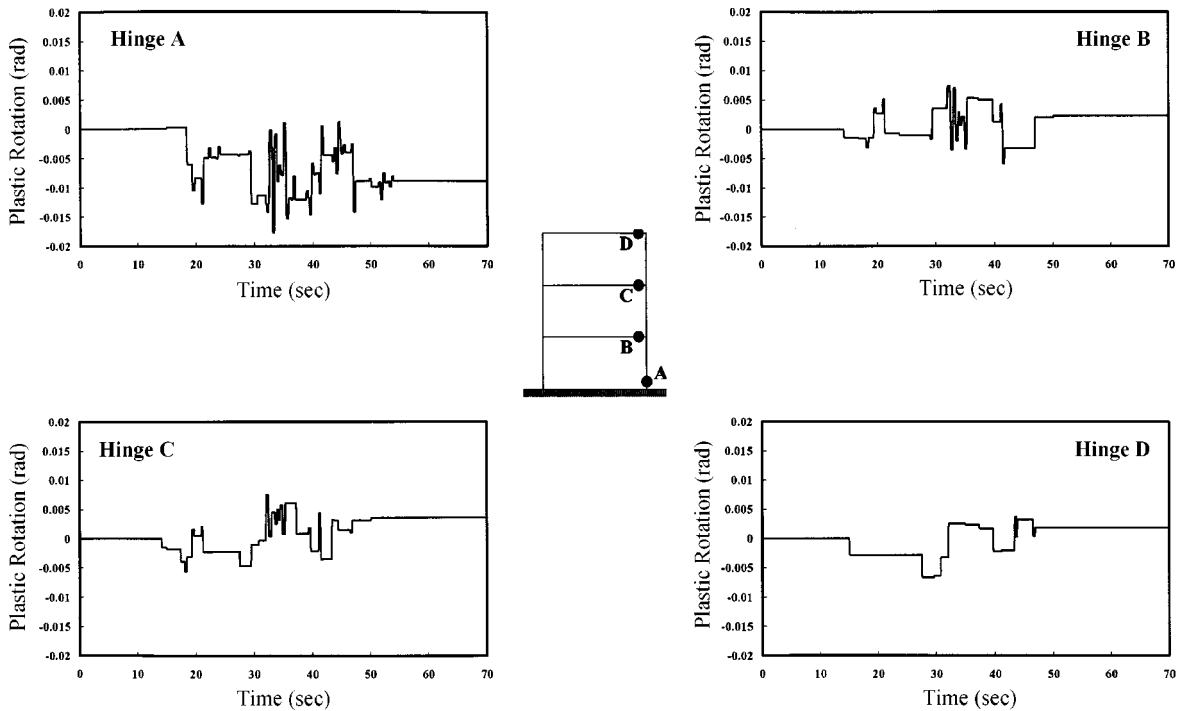 Hinge A
Plastic Rotation (rad)
0.02
0.015
0.01
0.005
0
-0.005
-0.01
-0.015
-0.02
0 10 20 30 40 50 60 70
Time (sec)
Hinge B
Plastic Rotation (rad)
0.02
0.015
0.01
0.005
0
-0.005
-0.01
-0.015
-0.02
0 10 20 30 40 50 60 70
Time (sec)
D
C
B
A
Hinge C
Plastic Rotation (rad)
0.02
0.015
0.01
0.005
0
-0.005
-0.01
-0.015
-0.02
0 10 20 30 40 50 60 70
Time (sec)
Hinge D
Plastic Rotation (rad)
0.02
0.015
0.01
0.005
0
-0.005
-0.01
-0.015
-0.02
0 10 20 30 40 50 60 70
Time (sec)